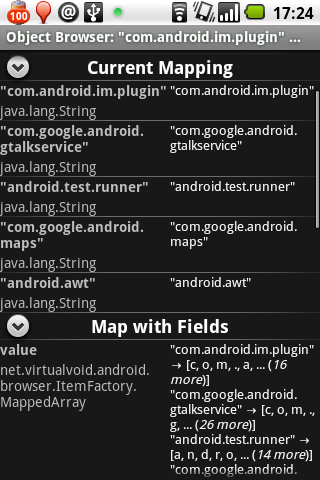 100 17:24
Object Browser: "com.android.im.plugin" ...
Current Mapping
"com.android.im.plugin" "com.android.im.plugin"
java.lang.String
"com.google.android. "com.google.android.
gtalkservice" gtalkservice"
java.lang.String
"android.test.runner" "android.test.runner"
java.lang.String
"com.google.android. "com.google.android.
maps" maps"
java.lang.String
"android.awt" "android.awt"
java.lang.String
Map with Fields
value "com.android.im.plugin"
net.virtualvoid.android. → [c, o, m, ., a, ... (16
browser.ItemFactory. more)]
MappedArray "com.google.android.
gtalkservice" → [c, o, m, .,
g, ... (26 more)]
"android.test.runner" →
[a, n, d, r, o, ... (14 more)]
"com.google.android.